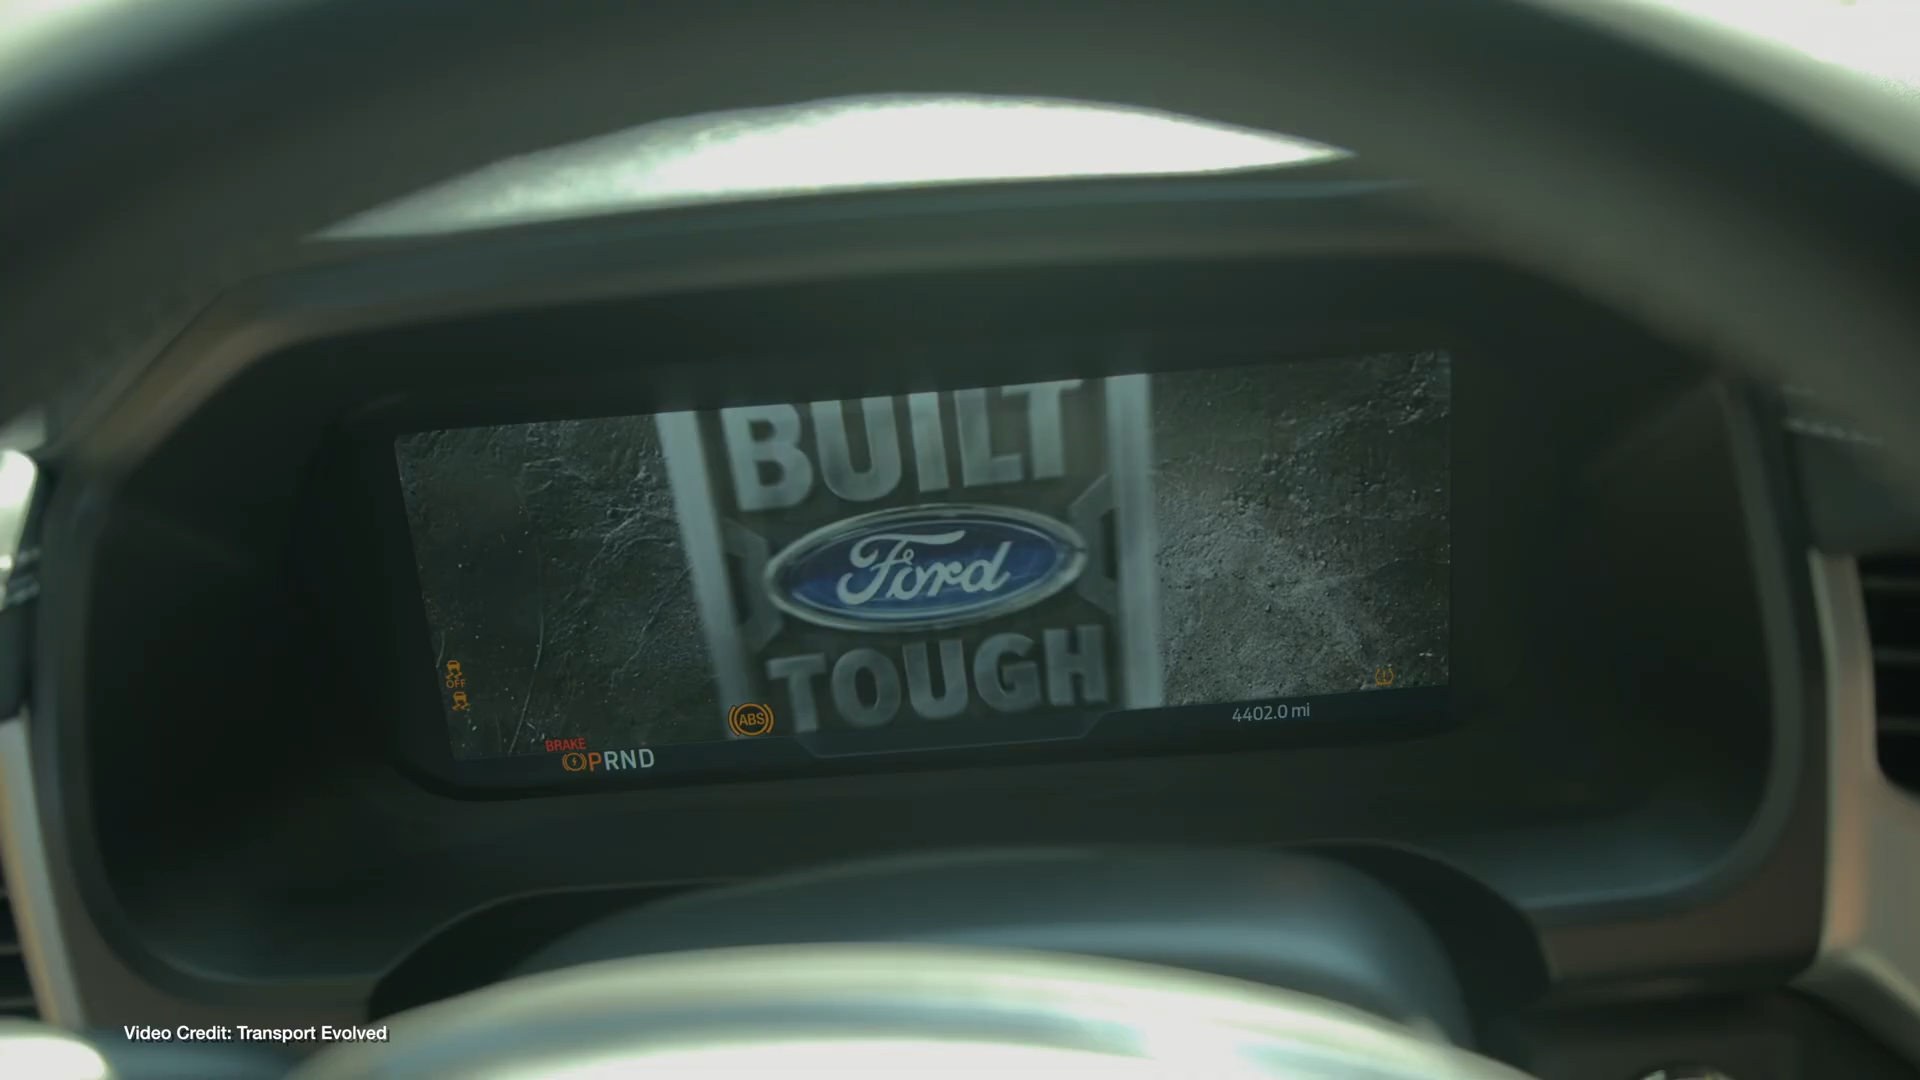 BUILT
Ford
TOUGH
OFF
ABS
4402.0 mi
BRAKE
PRND
Video Credit: Transport Evolved